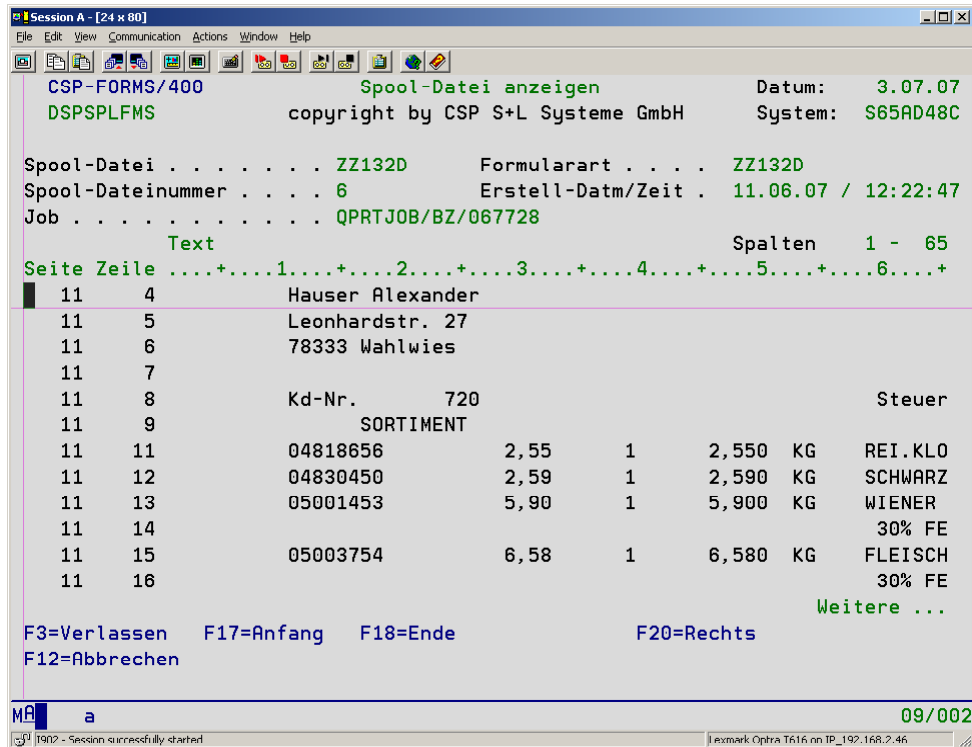 Session A - [24 x 80]
File Edit View Communication Actions Window Help
CSP-FORMS/400 Spool-Datei anzeigen Datum: 3.07.07
DSPSPLFMS copyright by CSP S+L Systeme GmbH System: S65AD48C
Spool-Datei . . . . . . . ZZ132D Formularart . . . . ZZ132D
Spool-Dateinummer . . . . 6 Erstell-Datm/Zeit . 11.06.07 / 12:22:47
Job . . . . . . . . . . . QPRTJOB/BZ/067728
Text Spalten 1 - 65
Seite Zeile ....+....1....+....2....+....3....+....4....+....5....+....6....+
11 4 Hauser Alexander
11 5 Leonhardstr. 27
11 6 78333 Wahlwies
11 7
11 8 Kd-Nr. 720 Steuer
11 9 SORTIMENT
11 11 04818656 2,55 1 2,550 KG REI.KLO
11 12 04830450 2,59 1 2,590 KG SCHWARZ
11 13 05001453 5,90 1 5,900 KG WIENER
11 14 30% FE
11 15 05003754 6,58 1 6,580 KG FLEISCH
11 16 30% FE
Weitere ...
F3=Verlassen F17=Anfang F18=Ende F20=Rechts
F12=Abbrechen
MA a 09/002
I902 - Session successfully started Lexmark Optra T616 on IP_192.168.2.46